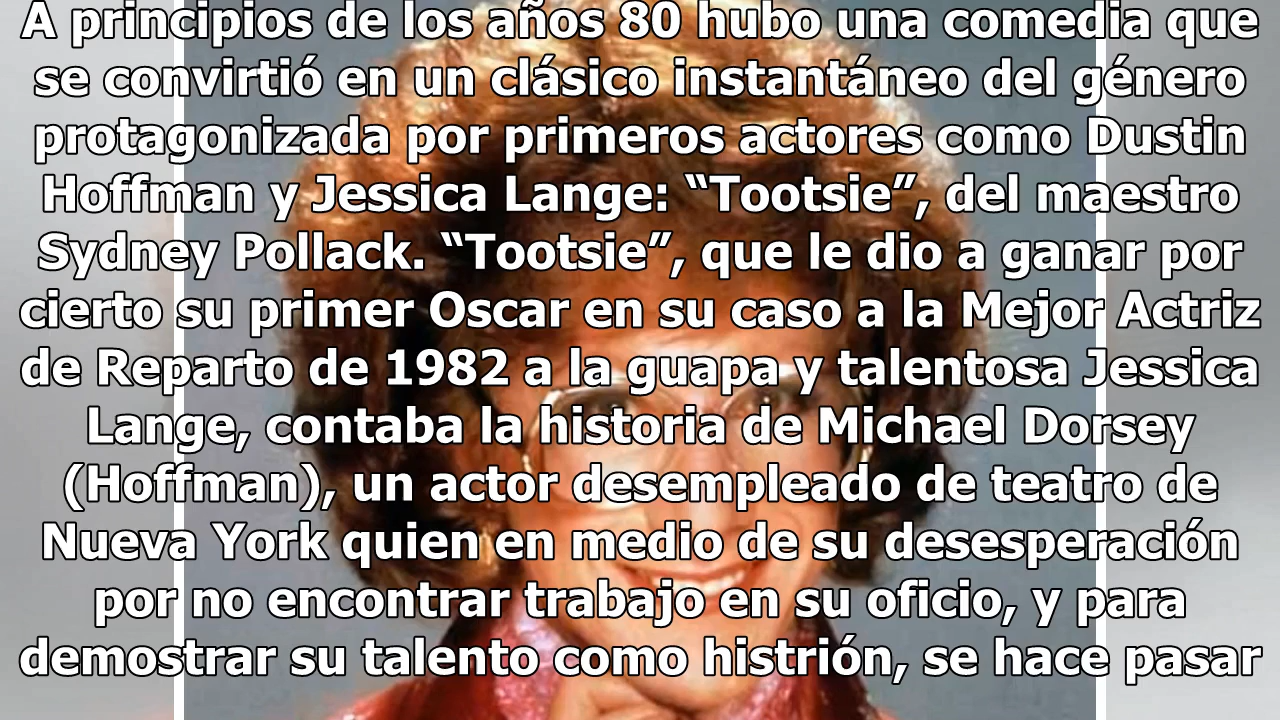 A principios de los años 80 hubo una comedia que
se convirtió en un clásico instantáneo del género
protagonizada por primeros actores como Dustin
Hoffman y Jessica Lange: “Tootsie”, del maestro
Sydney Pollack. “Tootsie”, que le dio a ganar por
cierto su primer Oscar en su caso a la Mejor Actriz
de Reparto de 1982 a la guapa y talentosa Jessica
Lange, contaba la historia de Michael Dorsey
(Hoffman), un actor desempleado de teatro de
Nueva York quien en medio de su desesperación
por no encontrar trabajo en su oficio, y para
demostrar su talento como histrión, se hace pasar